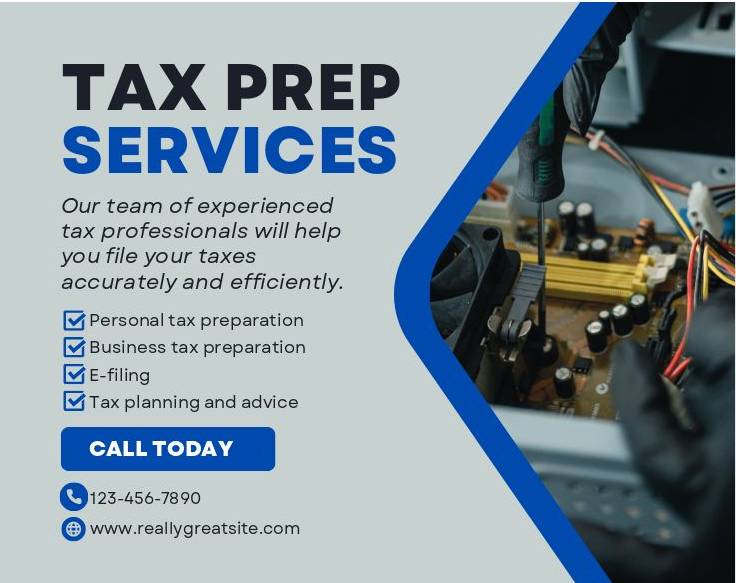 TAX PREP
SERVICES
Our team of experienced
tax professionals will help
you file your taxes
accurately and efficiently.
Personal tax preparation
Business tax preparation
E-filing
Tax planning and advice
CALL TODAY
123-456-7890
www.reallygreatsite.com